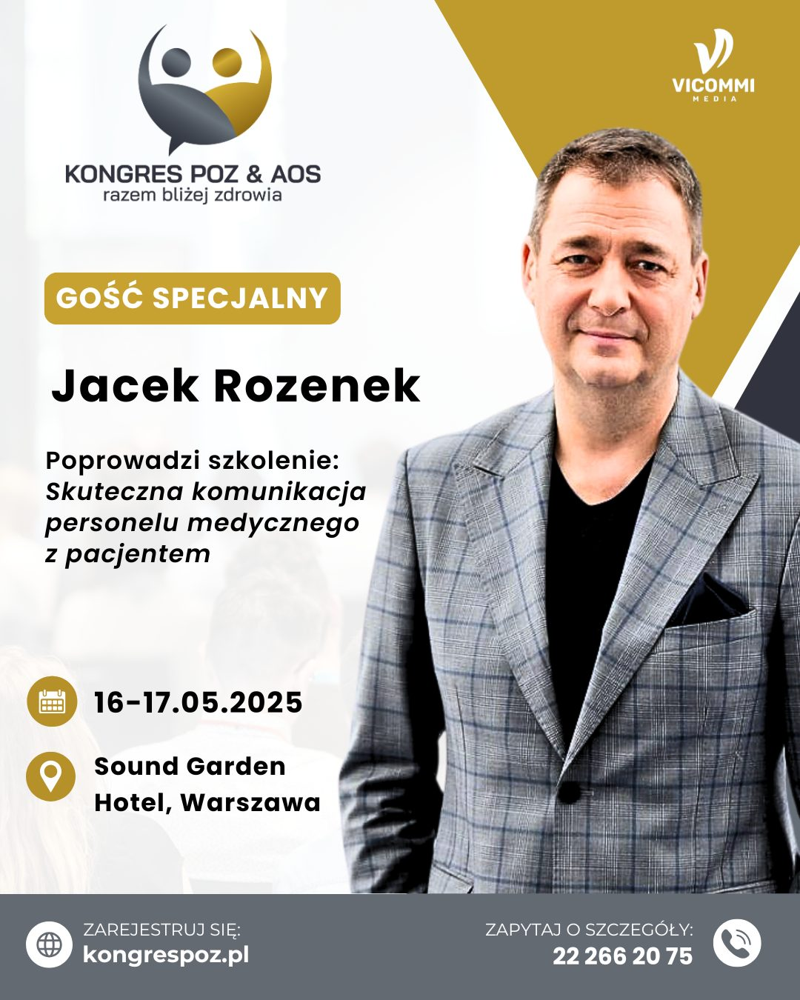 VICOMMI
MEDIA
KONGRES POZ & AOS
razem bliżej zdrowia
GOŚĆ SPECJALNY
Jacek Rozenek
Poprowadzi szkolenie:
Skuteczna komunikacja
personelu medycznego
z pacjentem
16-17.05.2025
Sound Garden
Hotel, Warszawa
ZAREJESTRUJ SIĘ:
kongrespoz.pl
ZAPYTAJ O SZCZEGÓŁY:
22 266 20 75